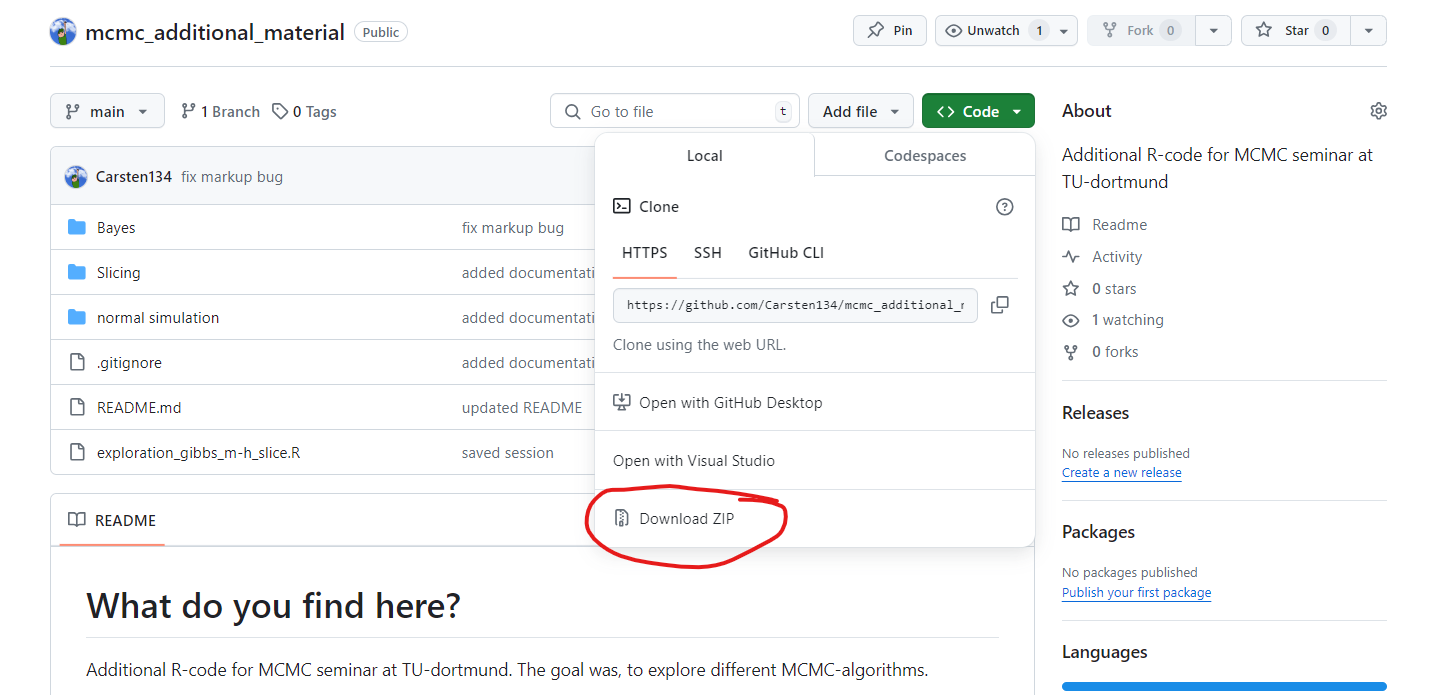 mcmc_additional_material Public Pin Unwatch 1 Fork 0 Star 0
main 1 Branch 0 Tags Go to file t Add file Code About
Local Codespaces
Additional R-code for MCMC seminar at
TU-dortmund
Carsten134 fix markup bug
Clone
Readme
Bayes fix markup bug
HTTPS SSH GitHub CLI
Activity
Slicing added documentati
0 stars
https://github.com/Carsten134/mcmc_additional_
normal simulation added documentati
1 watching
Clone using the web URL.
0 forks
.gitignore added documentati
Open with GitHub Desktop
README.md updated README
Releases
exploration_gibbs_m-h_slice.R saved session
Open with Visual Studio
No releases published
Create a new release
Download ZIP
README
Packages
No packages published
Publish your first package
What do you find here?
Languages
Additional R-code for MCMC seminar at TU-dortmund. The goal was, to explore different MCMC-algorithms.